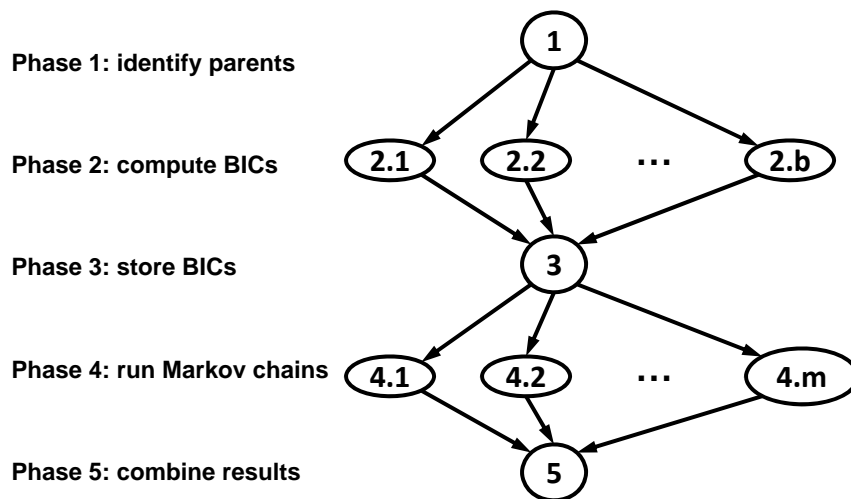 1
Phase 1: identify parents
Phase 2: compute BICs
2.1 2.2 ... 2.b
Phase 3: store BICs
3
Phase 4: run Markov chains
4.1 4.2 ... 4.m
Phase 5: combine results
5